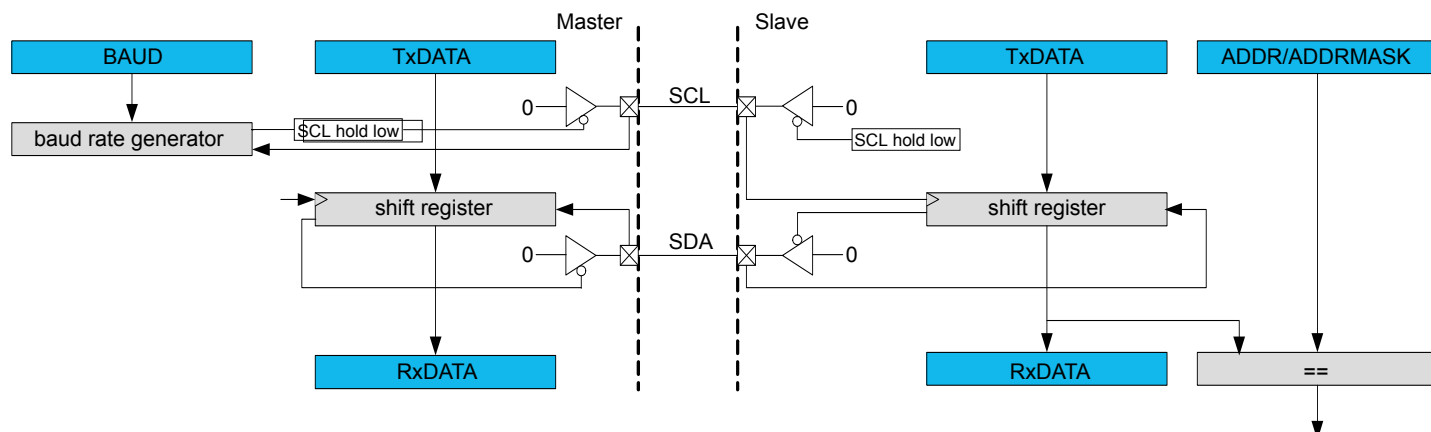 Master
Slave
BAUD
TxDATA
TxDATA
ADDR/ADDRMASK
0
SCL
0
baud rate generator
SCL hold low
SCL hold low
shift register
shift register
0
SDA
0
RxDATA
RxDATA
==